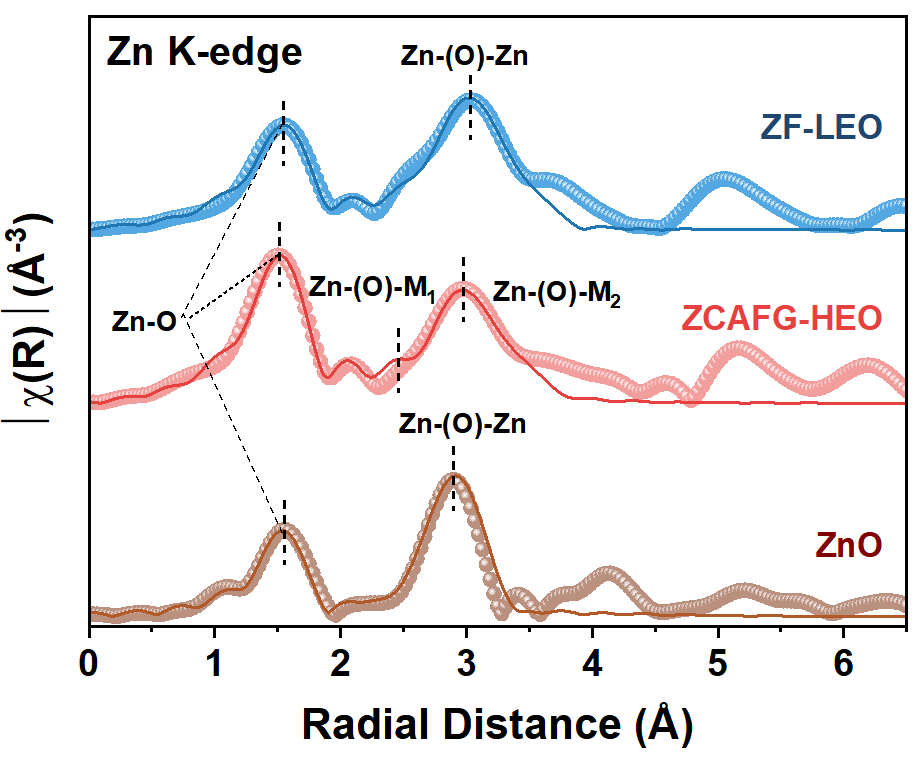 Zn K-edge
Zn-(O)-Zn
ZF-LEO
Zn-(O)-M₁
Zn-(O)-M₂
Zn-O
ZCAFG-HEO
Zn-(O)-Zn
ZnO
|χ(R)|(Å⁻³)
0 1 2 3 4 5 6
Radial Distance (Å)